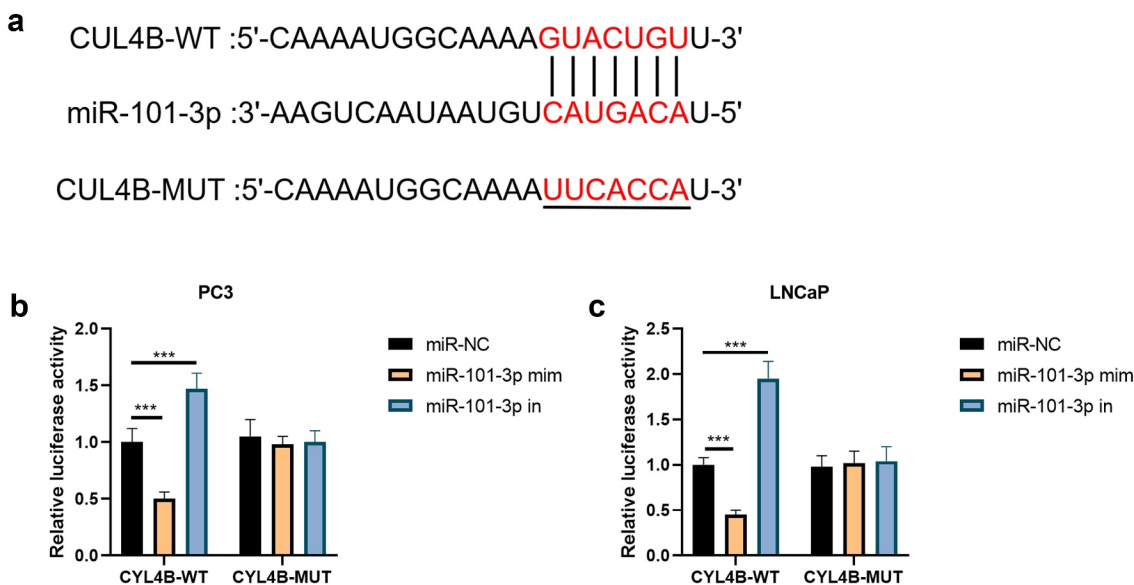 a
CUL4B-WT :5'-CAAAAUGGCAAAAGUACUGUU-3'
miR-101-3p :3'-AAGUCAAUAAUGUCAUGACAU-5'
CUL4B-MUT :5'-CAAAAUGGCAAAAUUCACCAU-3'
b
PC3
Relative luciferase activity
2.0
1.5
1.0
0.5
0.0
***
***
CYL4B-WT
CYL4B-MUT
miR-NC
miR-101-3p mim
miR-101-3p in
c
LNCaP
Relative luciferase activity
2.5
2.0
1.5
1.0
0.5
0.0
***
***
CYL4B-WT
CYL4B-MUT
miR-NC
miR-101-3p mim
miR-101-3p in